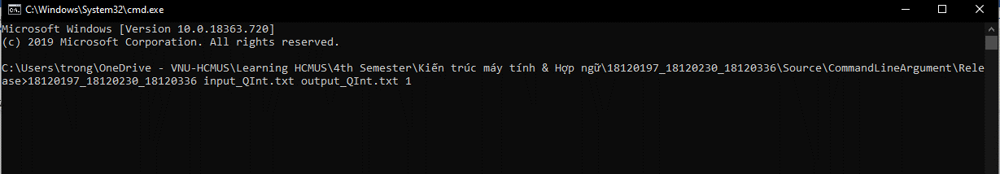 C:\Windows\System32\cmd.exe
Microsoft Windows [Version 10.0.18363.720]
(c) 2019 Microsoft Corporation. All rights reserved.
C:\Users\trong\OneDrive - VNU-HCMUS\Learning HCMUS\4th Semester\Kiến trúc máy tính & Hợp ngữ\18120197_18120230_18120336\Source\CommandLineArgument\Rele
ase>18120197_18120230_18120336 input_QInt.txt output_QInt.txt 1